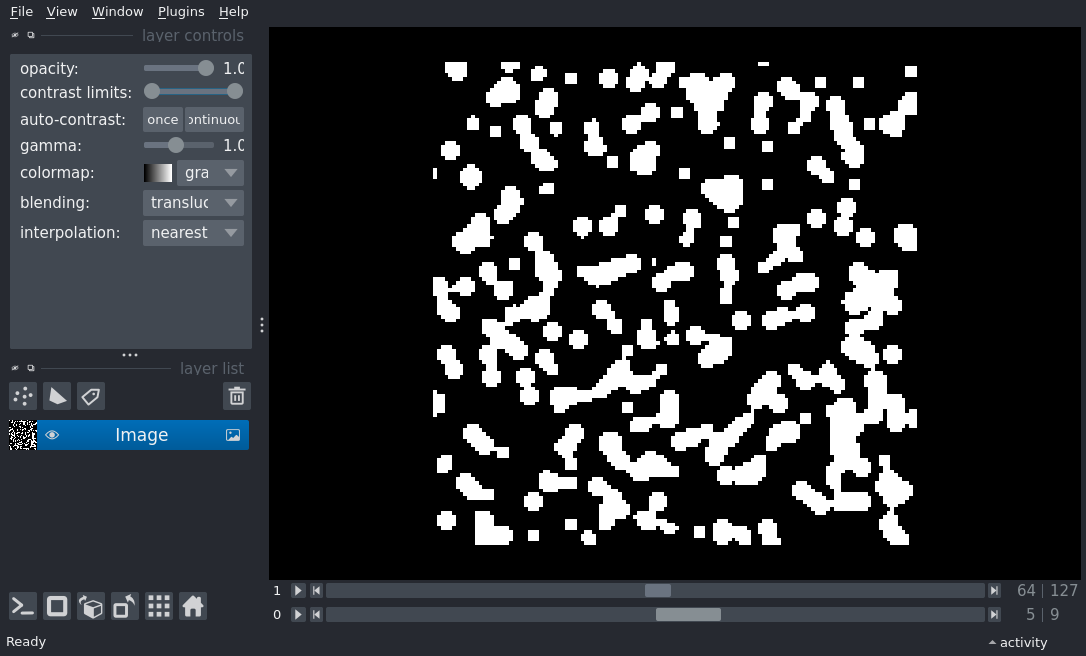 File View Window Plugins Help
layer controls
opacity: 1.0
contrast limits:
auto-contrast: once ontinuou
gamma: 1.0
colormap: gra
blending: transluc
interpolation: nearest
layer list
Image
1 64 127
0 5 9
Ready activity